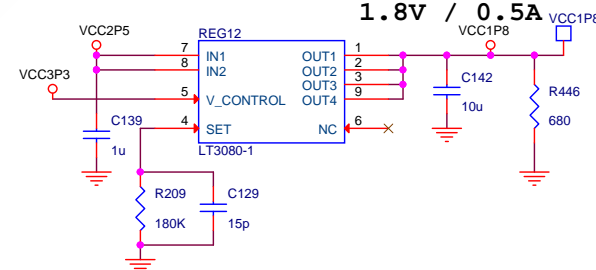 1.8V / 0.5A
VCC2P5
REG12
VCC1P8
VCC1P8
7 IN1 OUT1 1
8 IN2 OUT2 2
OUT3 3
VCC3P3
5 V_CONTROL OUT4 9
4 SET NC 6
LT3080-1
C139
1u
C142
10u
R446
680
R209
180K
C129
15p